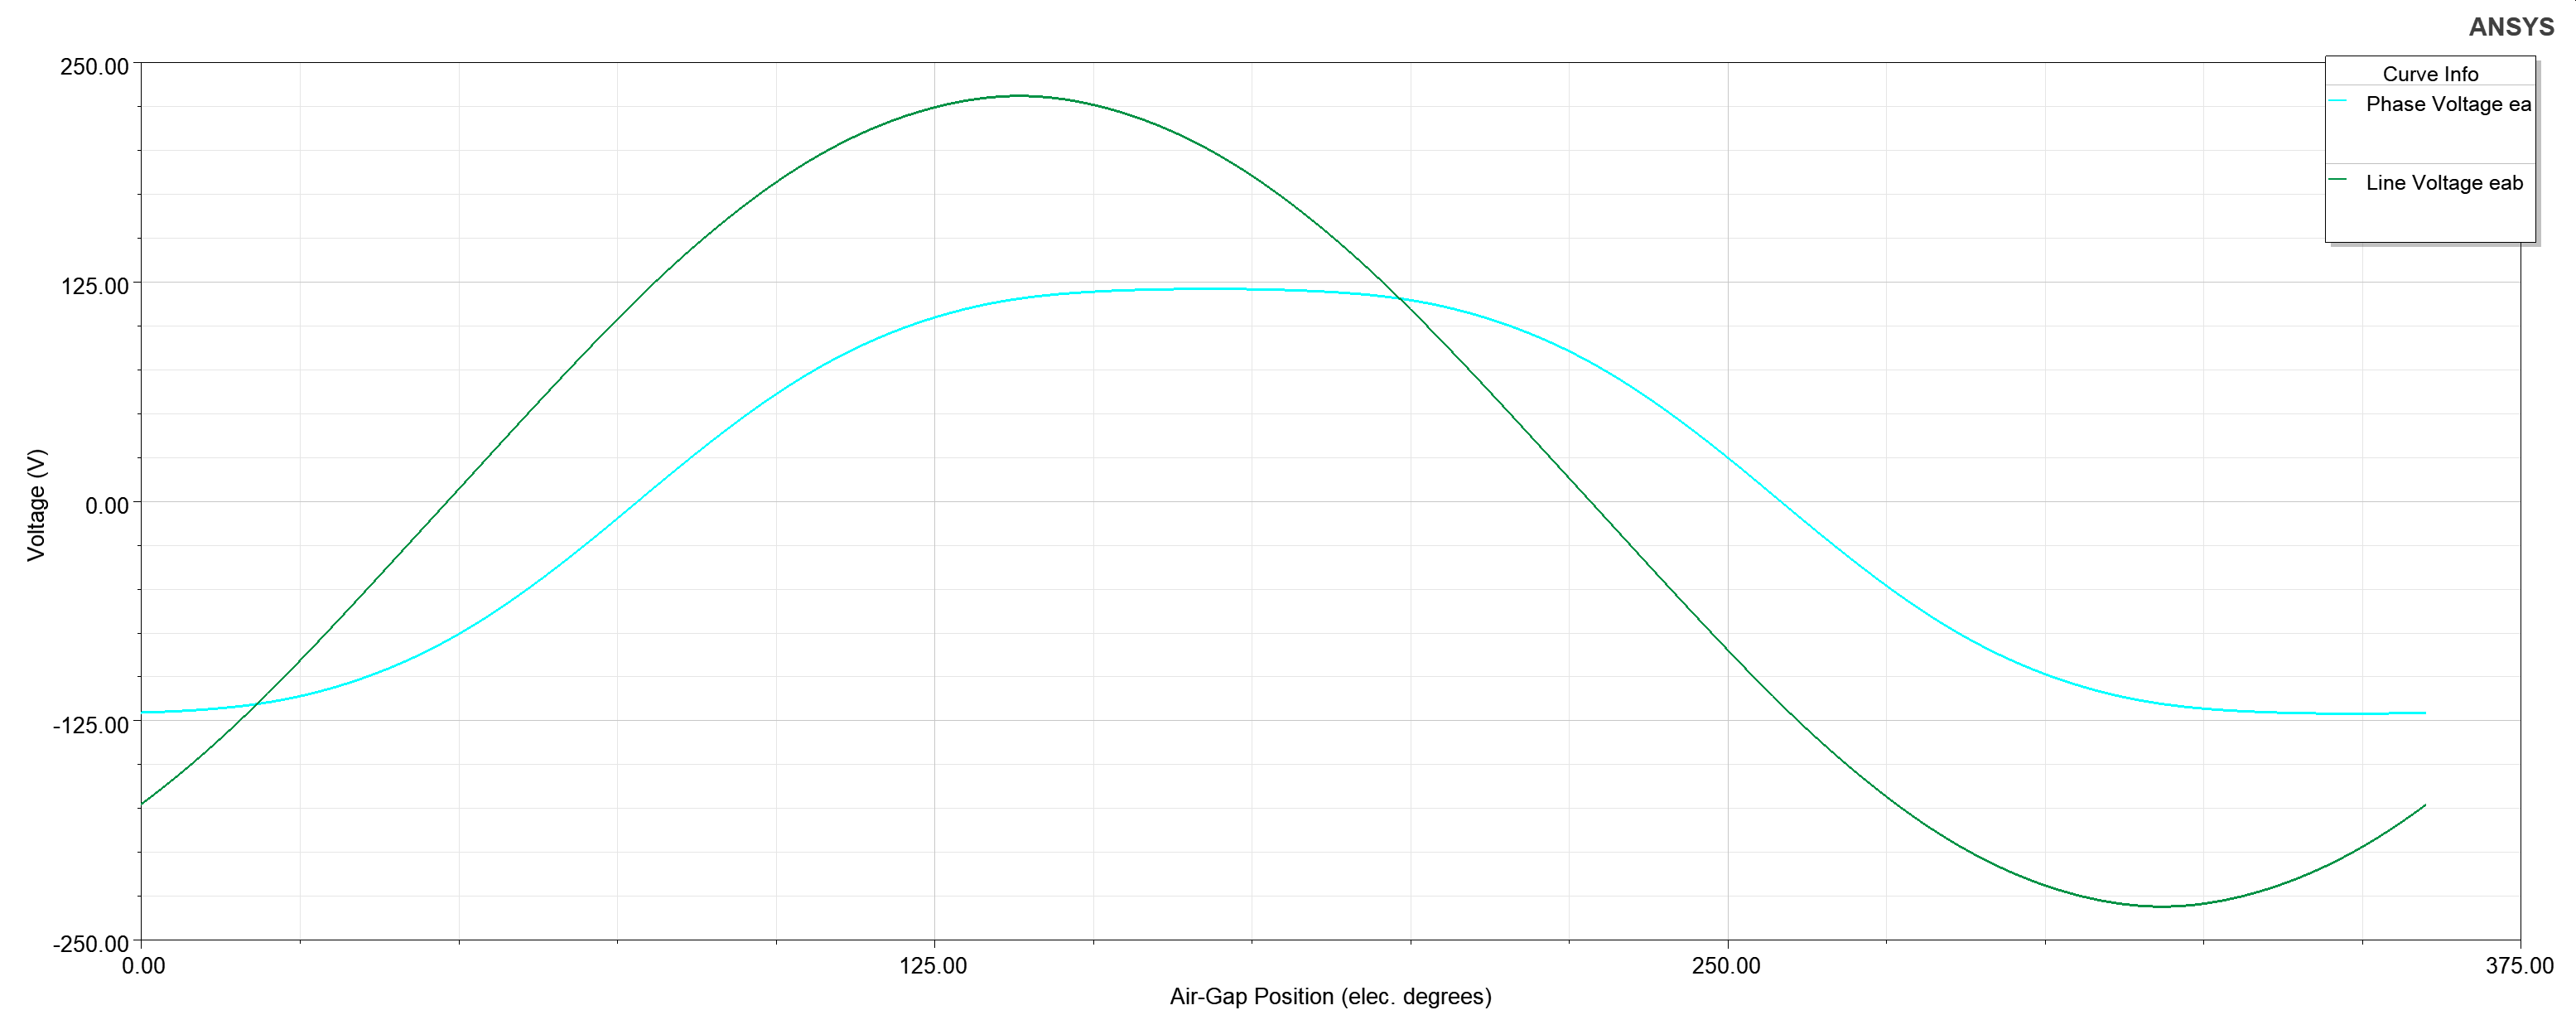 ANSYS
Curve Info
Phase Voltage ea
Line Voltage eab
250.00
125.00
0.00
-125.00
-250.00
Voltage (V)
0.00 125.00 250.00 375.00
Air-Gap Position (elec. degrees)